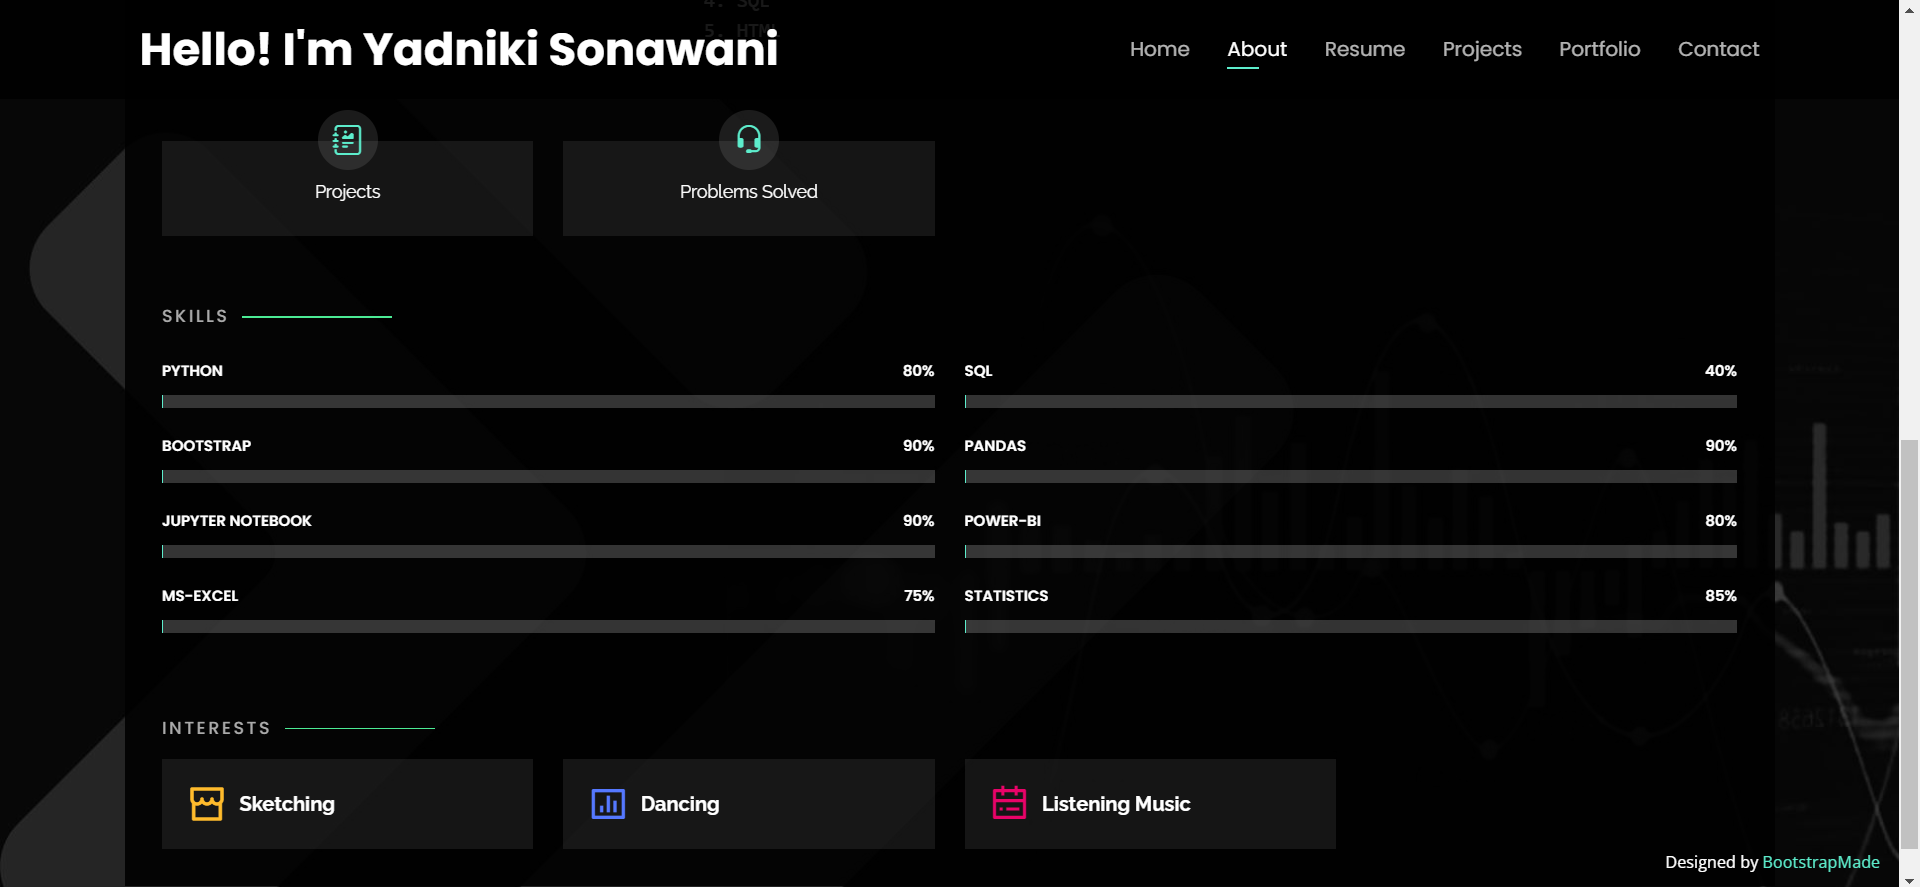 4. SQL
5. HTML
Hello! I'm Yadniki Sonawani
Home About Resume Projects Portfolio Contact
Projects
Problems Solved
SKILLS
PYTHON 80%
SQL 40%
BOOTSTRAP 90%
PANDAS 90%
JUPYTER NOTEBOOK 90%
POWER-BI 80%
MS-EXCEL 75%
STATISTICS 85%
INTERESTS
Sketching
Dancing
Listening Music
Designed by BootstrapMade